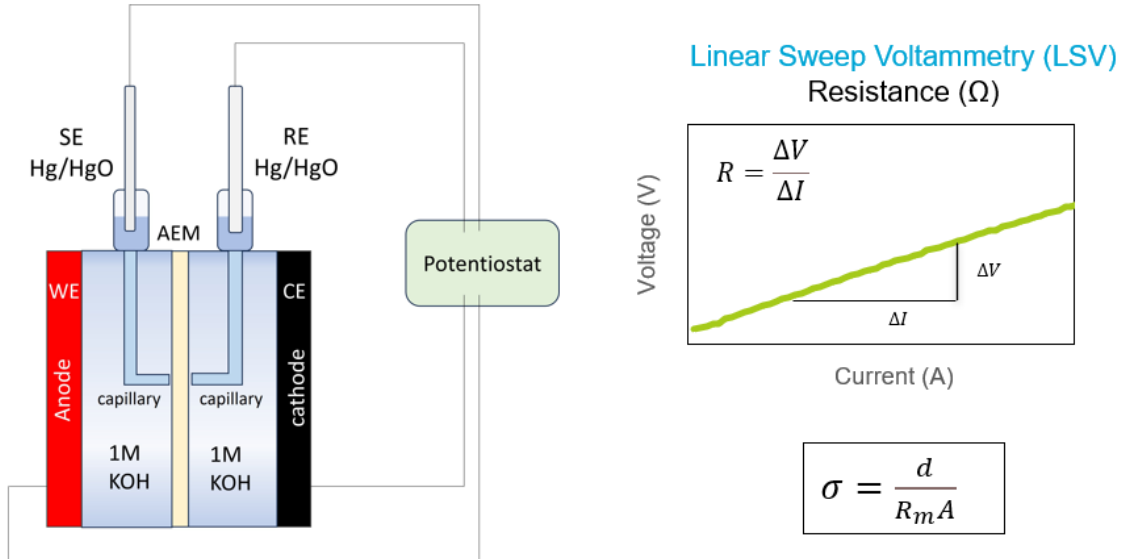 SE
Hg/HgO
RE
Hg/HgO
AEM
WE
CE
Anode
cathode
capillary
capillary
1M
KOH
1M
KOH
Potentiostat
Linear Sweep Voltammetry (LSV)
Resistance (Ω)
R = ΔV/ΔI
Voltage (V)
ΔV
ΔI
Current (A)
σ = d/(R_m A)